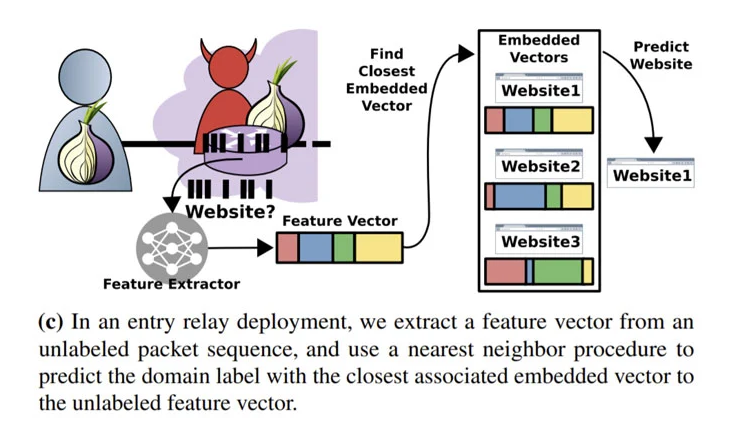 Find
Closest
Embedded
Vector
Embedded
Vectors
Website1
Website2
Website3
Predict
Website
Website1
Website?
Feature Vector
Feature Extractor
(c) In an entry relay deployment, we extract a feature vector from an
unlabeled packet sequence, and use a nearest neighbor procedure to
predict the domain label with the closest associated embedded vector to
the unlabeled feature vector.